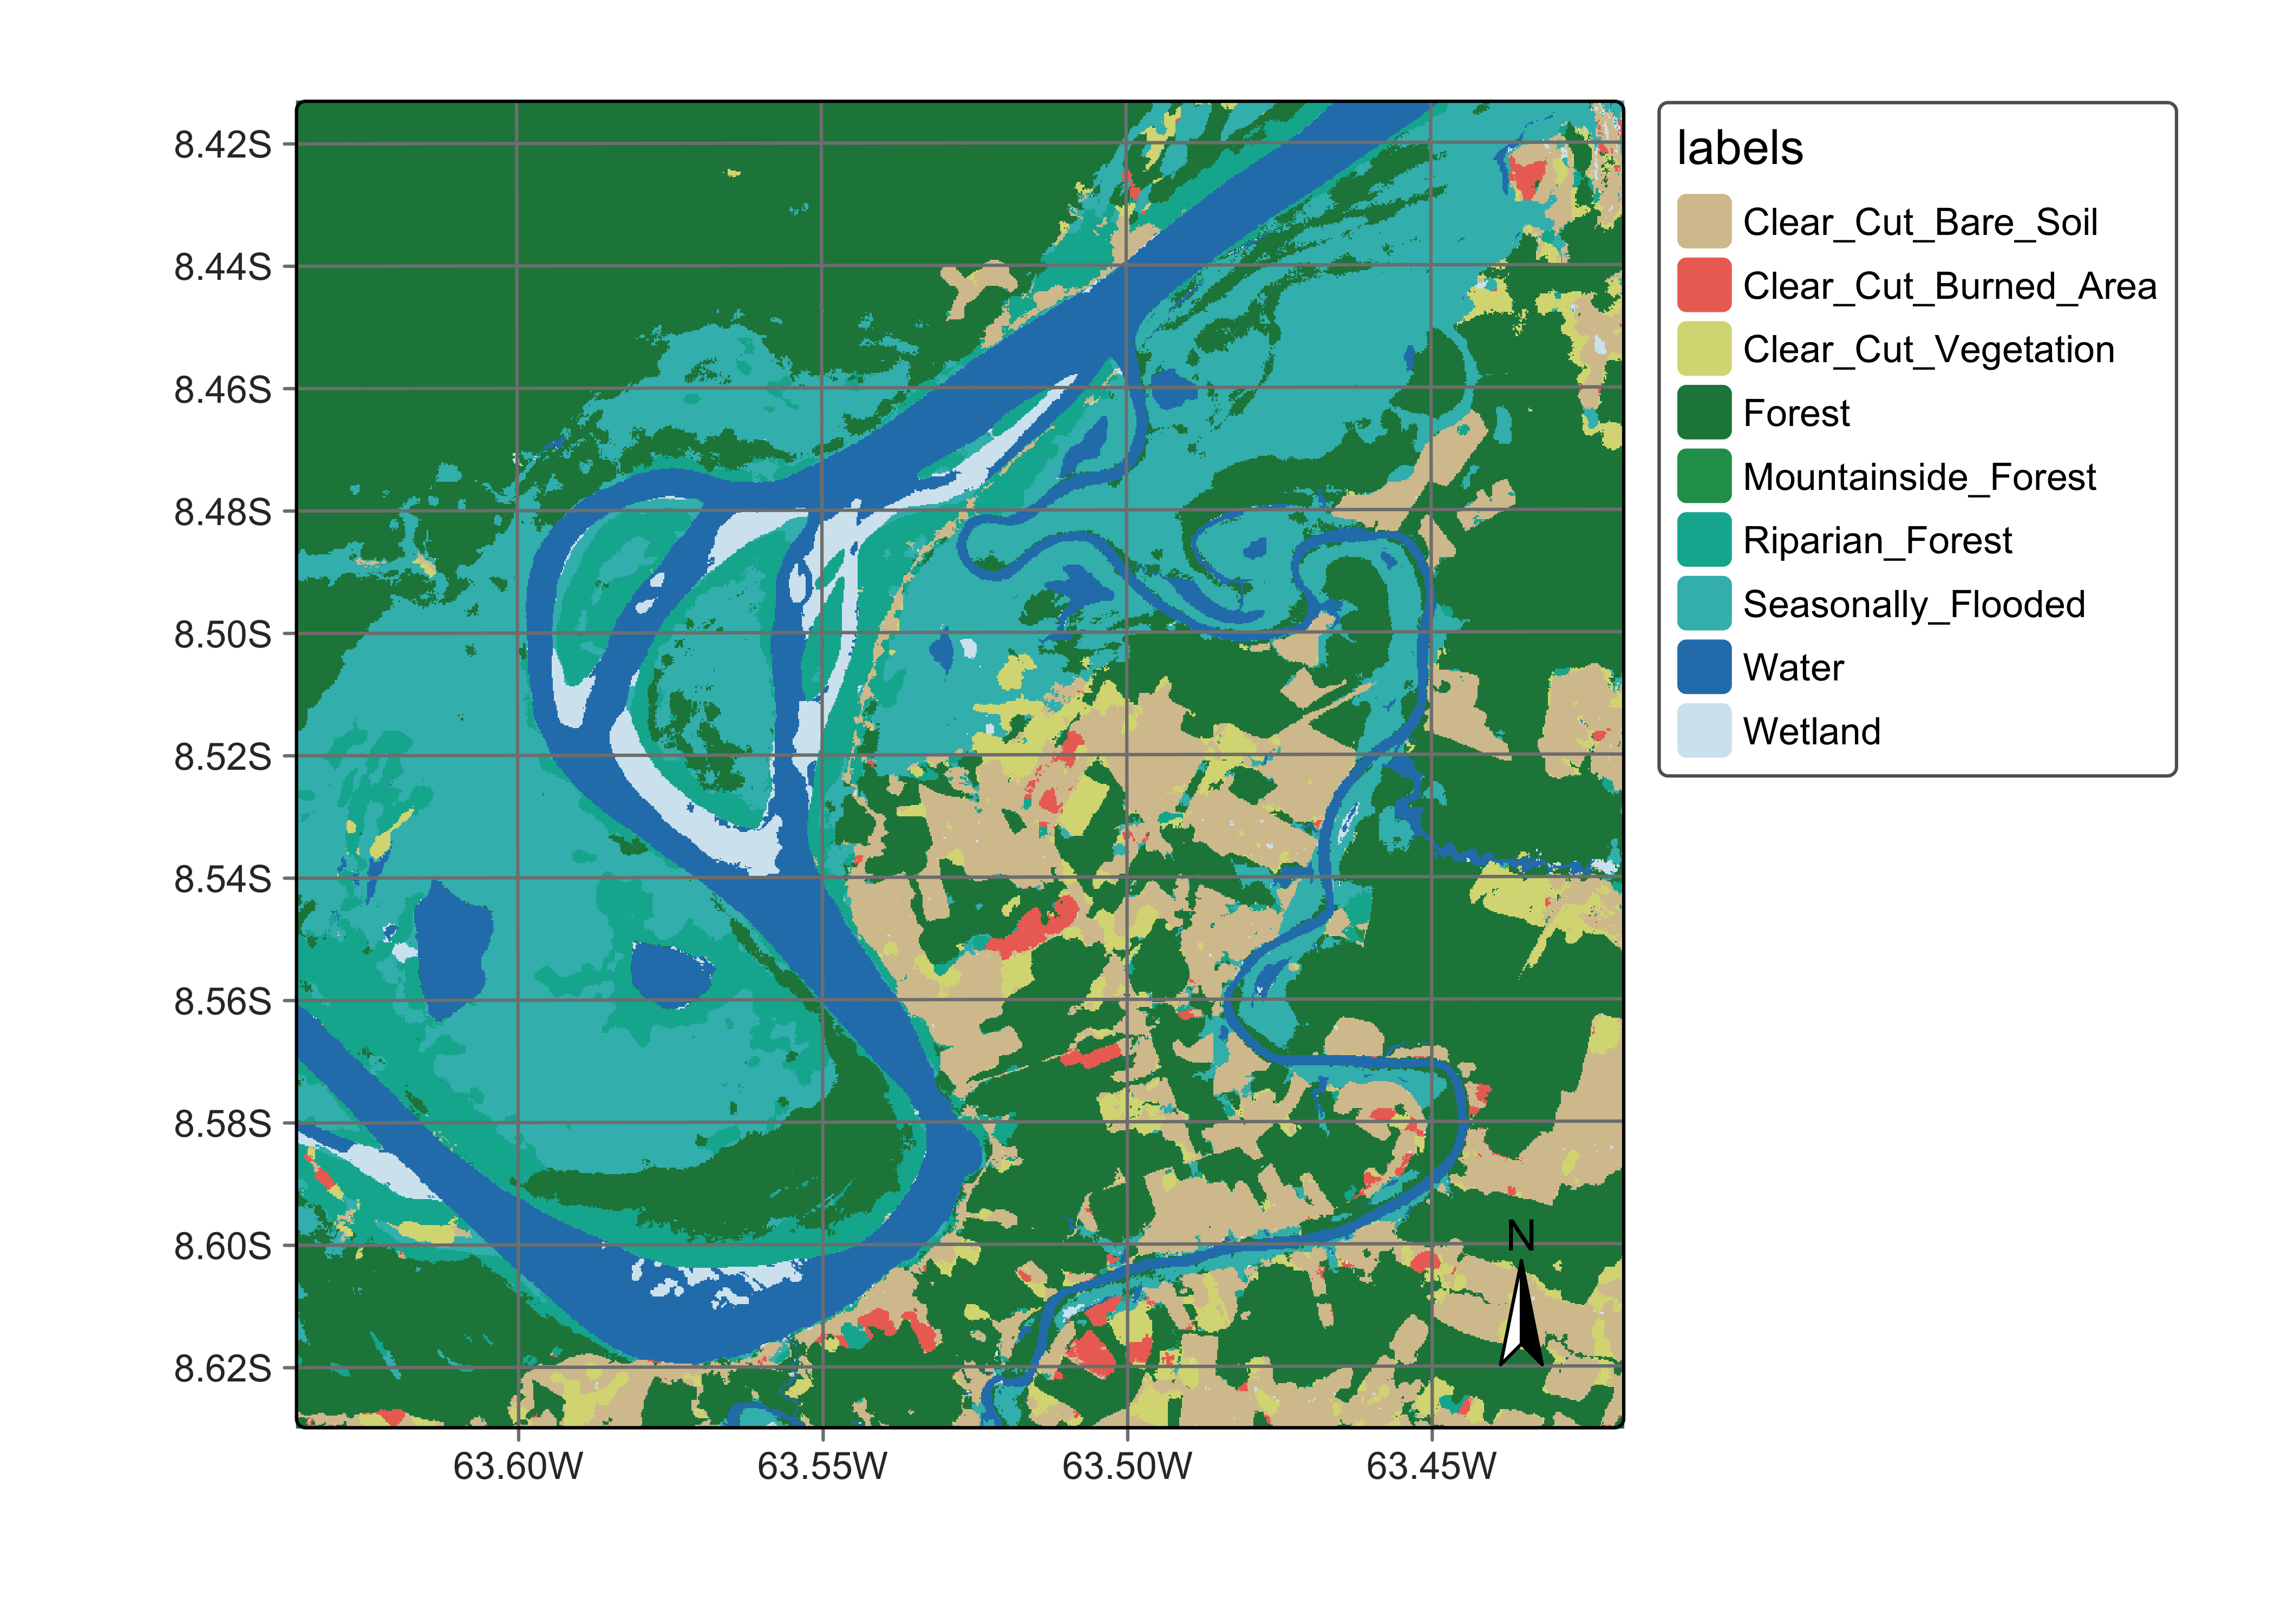 8.42S
8.44S
8.46S
8.48S
8.50S
8.52S
8.54S
8.56S
8.58S
8.60S
8.62S
63.60W 63.55W 63.50W 63.45W
N
labels
Clear_Cut_Bare_Soil
Clear_Cut_Burned_Area
Clear_Cut_Vegetation
Forest
Mountainside_Forest
Riparian_Forest
Seasonally_Flooded
Water
Wetland